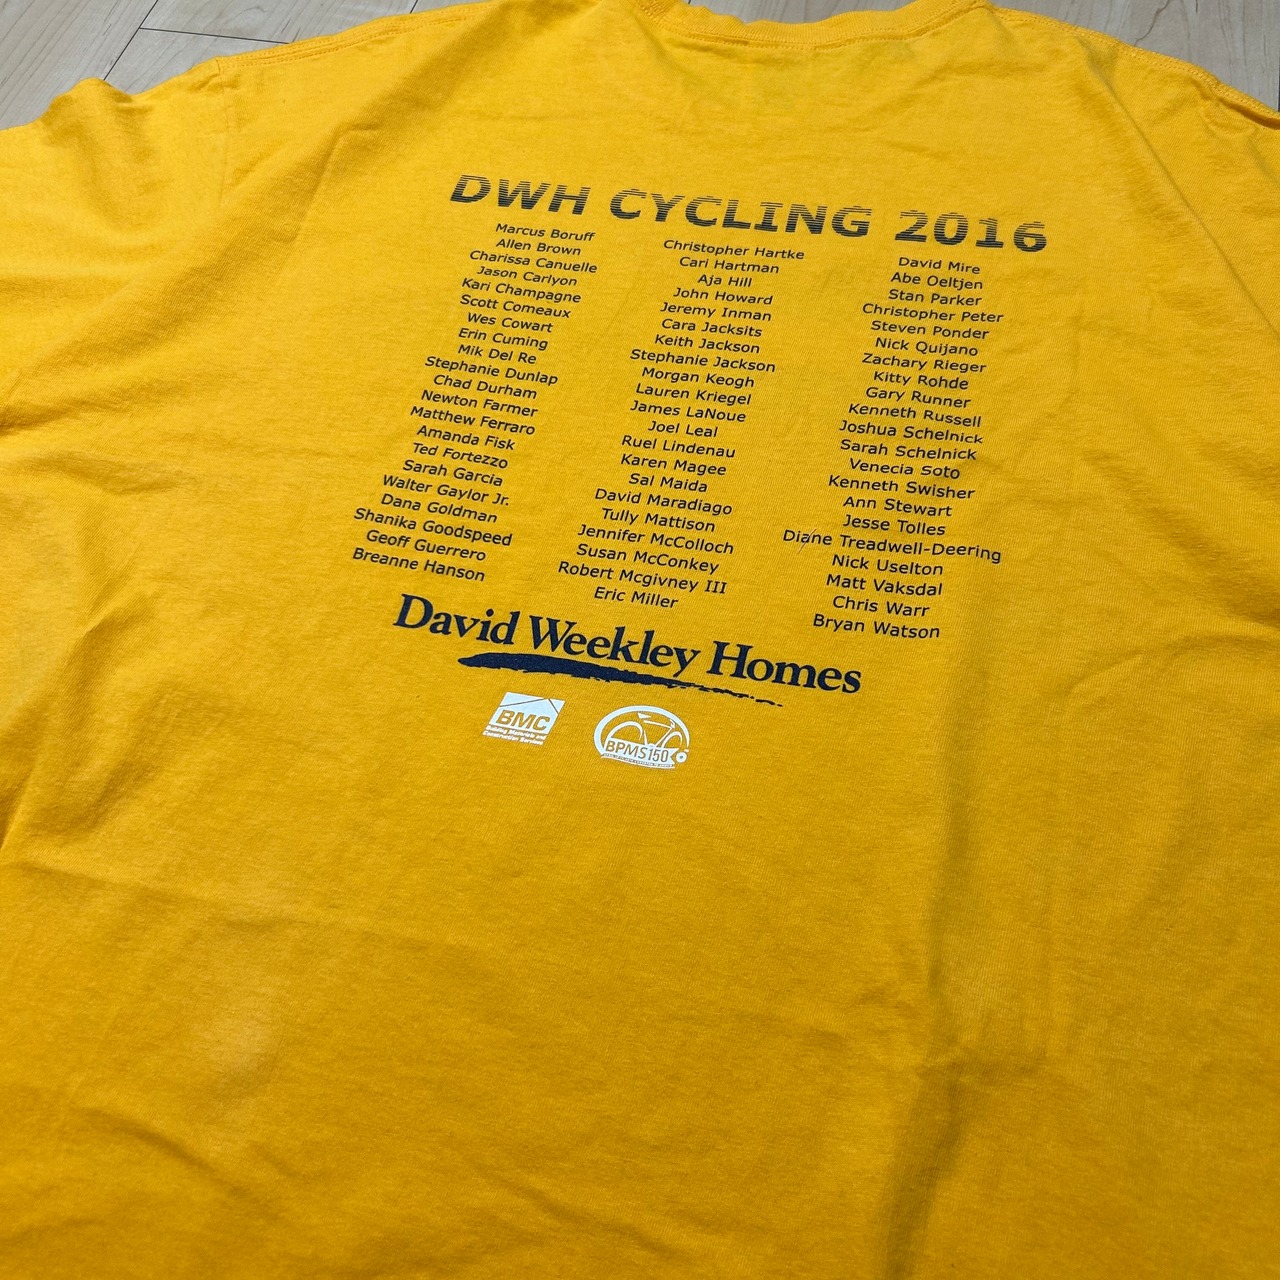 DWH CYCLING 2016
Marcus Boruff
Allen Brown
Charissa Canuelle
Jason Carlyon
Kari Champagne
Scott Comeaux
Wes Cowart
Erin Cuming
Mik Del Re
Stephanie Dunlap
Chad Durham
Newton Farmer
Matthew Ferraro
Amanda Fisk
Ted Fortezzo
Sarah Garcia
Walter Gaylor Jr.
Dana Goldman
Shanika Goodspeed
Geoff Guerrero
Breanne Hanson
Christopher Hartke
Cari Hartman
Aja Hill
John Howard
Jeremy Inman
Cara Jacksits
Keith Jackson
Stephanie Jackson
Morgan Keogh
Lauren Kriegel
James LaNoue
Joel Leal
Ruel Lindenau
Karen Magee
Sal Maida
David Maradiago
Tully Mattison
Jennifer McColloch
Susan McConkey
Robert Mcgivney III
Eric Miller
David Mire
Abe Oeltjen
Stan Parker
Christopher Peter
Steven Ponder
Nick Quijano
Zachary Rieger
Kitty Rohde
Gary Runner
Kenneth Russell
Joshua Schelnick
Sarah Schelnick
Venecia Soto
Kenneth Swisher
Ann Stewart
Jesse Tolles
Diane Treadwell-Deering
Nick Uselton
Matt Vaksdal
Chris Warr
Bryan Watson
David Weekley Homes
BMC
Building Materials and
Construction Services
BPMS150